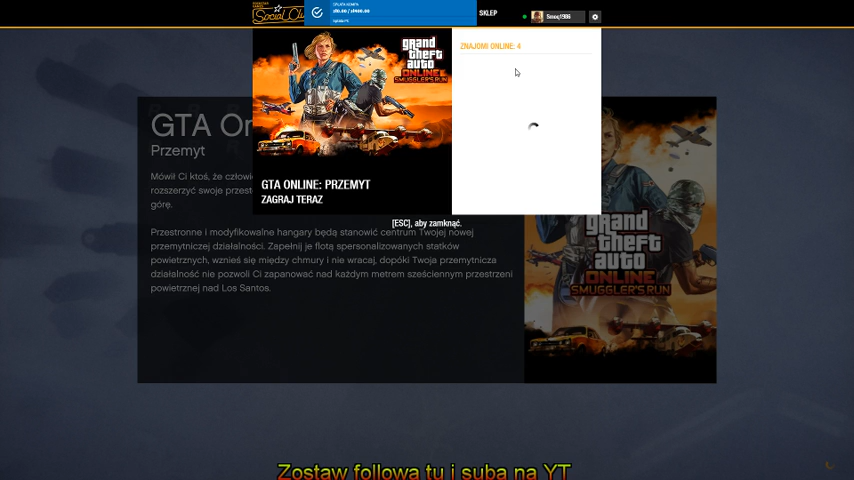 Social Clu
SKLEP
Smoq1986
ZNAJOMI ONLINE: 4
grand
theft
auto
ONLINE
SMUGGLER'S RUN
GTA ONLINE: PRZEMYT
ZAGRAJ TERAZ
[ESC], aby zamknąć.
GTA On
Przemyt
Mówił Ci ktoś, że człowi
rozszerzyć swoje przest
górę.
Przestronne i modyfikowalne hangary będą stanowić centrum Twojej nowej
przemytniczej działalności. Zapełnij je flotą spersonalizowanych statków
powietrznych, wznieś się między chmury i nie wracaj, dopóki Twoja przemytnicza
działalność nie pozwoli Ci zapanować nad każdym metrem sześciennym przestrzeni
powietrznej nad Los Santos.
grand
theft
auto
ONLINE
SMUGGLER'S RUN
Zostaw followa tu i suba na YT